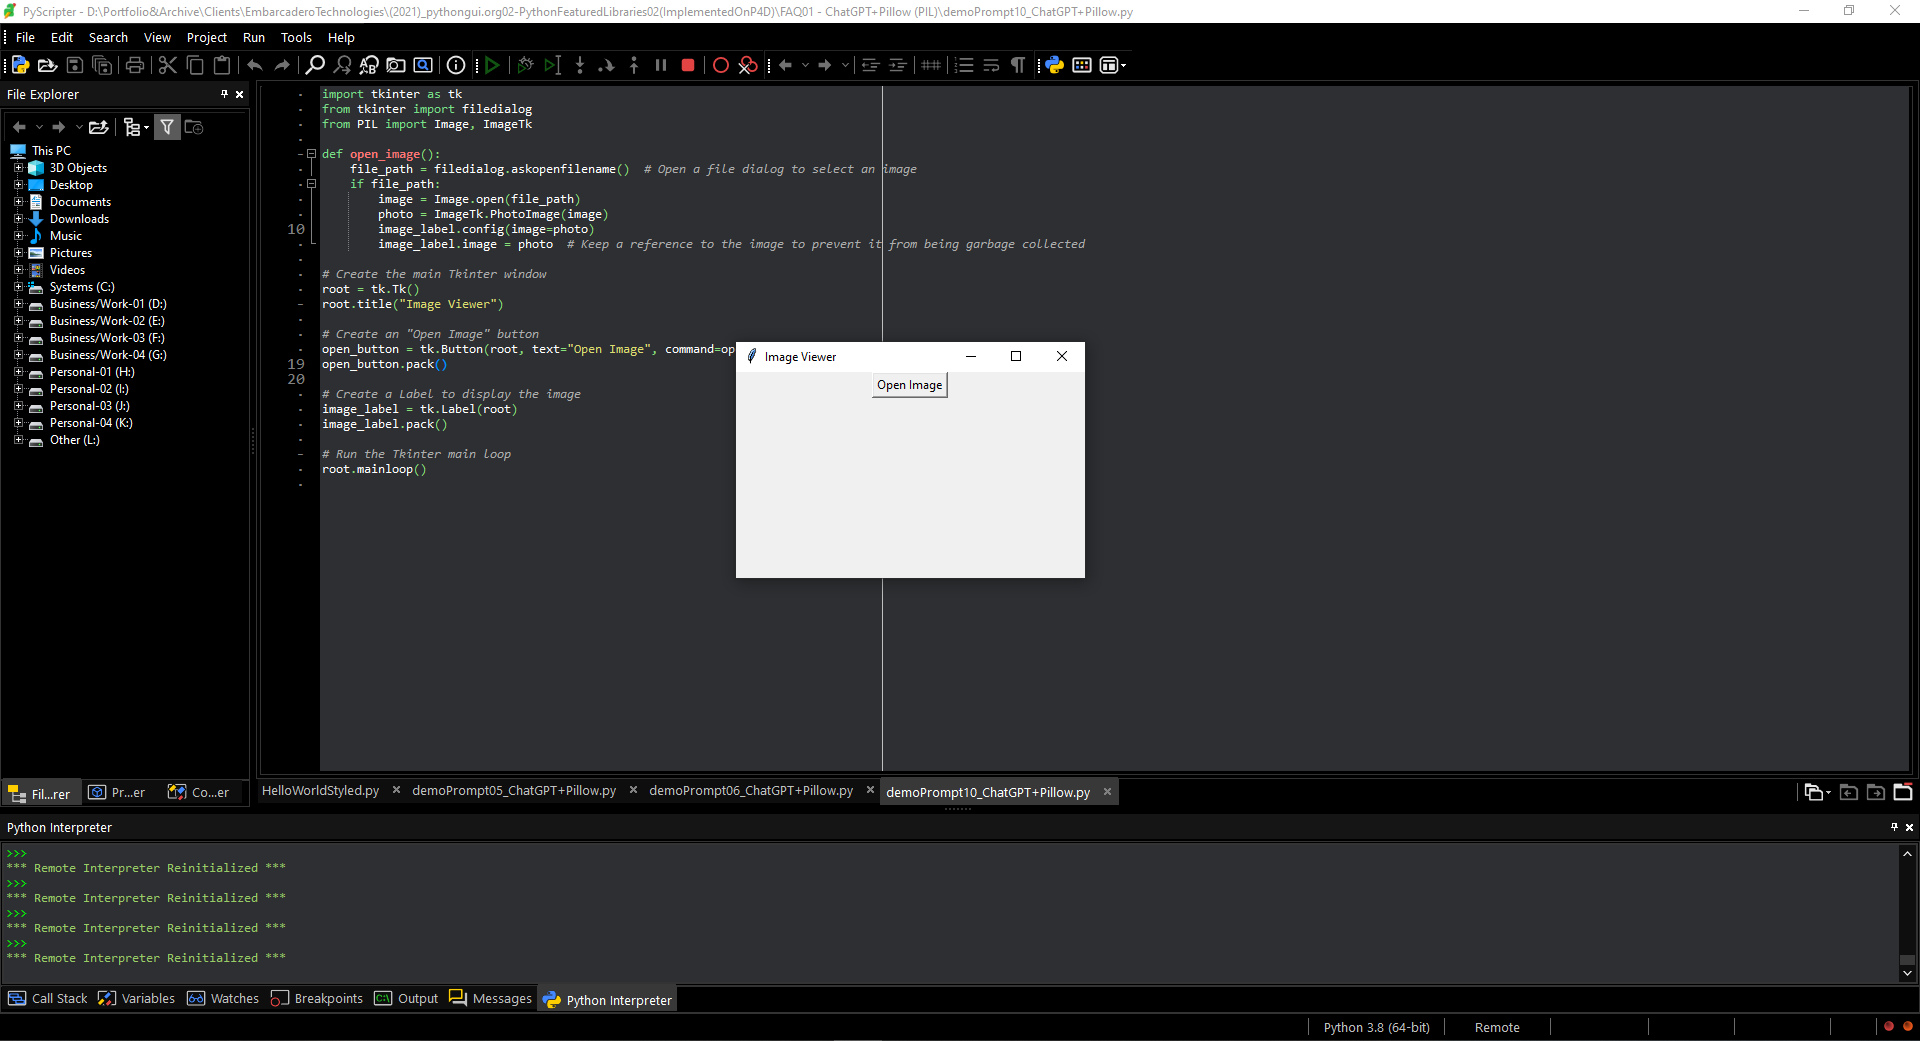 PyScripter - D:\Portfolio&Archive\Clients\EmbarcaderoTechnologies\(2021)_pythongui.org02-PythonFeaturedLibraries02(ImplementedOnP4D)\FAQ01 - ChatGPT+Pillow (PIL)\demoPrompt10_ChatGPT+Pillow.py
File Edit Search View Project Run Tools Help
File Explorer
This PC
3D Objects
Desktop
Documents
Downloads
Music
Pictures
Videos
Systems (C:)
Business/Work-01 (D:)
Business/Work-02 (E:)
Business/Work-03 (F:)
Business/Work-04 (G:)
Personal-01 (H:)
Personal-02 (I:)
Personal-03 (J:)
Personal-04 (K:)
Other (L:)
Fil...rer Pr...er Co...er
import tkinter as tk
from tkinter import filedialog
from PIL import Image, ImageTk
def open_image():
file_path = filedialog.askopenfilename()  # Open a file dialog to select an image
if file_path:
image = Image.open(file_path)
photo = ImageTk.PhotoImage(image)
10 image_label.config(image=photo)
image_label.image = photo  # Keep a reference to the image to prevent it from being garbage collected
# Create the main Tkinter window
root = tk.Tk()
root.title("Image Viewer")
# Create an "Open Image" button
open_button = tk.Button(root, text="Open Image", command=op
19 open_button.pack()
20
# Create a Label to display the image
image_label = tk.Label(root)
image_label.pack()
# Run the Tkinter main loop
root.mainloop()
Image Viewer
Open Image
HelloWorldStyled.py demoPrompt05_ChatGPT+Pillow.py demoPrompt06_ChatGPT+Pillow.py demoPrompt10_ChatGPT+Pillow.py
Python Interpreter
>>>
*** Remote Interpreter Reinitialized ***
>>>
*** Remote Interpreter Reinitialized ***
>>>
*** Remote Interpreter Reinitialized ***
>>>
*** Remote Interpreter Reinitialized ***
Call Stack Variables Watches Breakpoints Output Messages Python Interpreter
Python 3.8 (64-bit) Remote